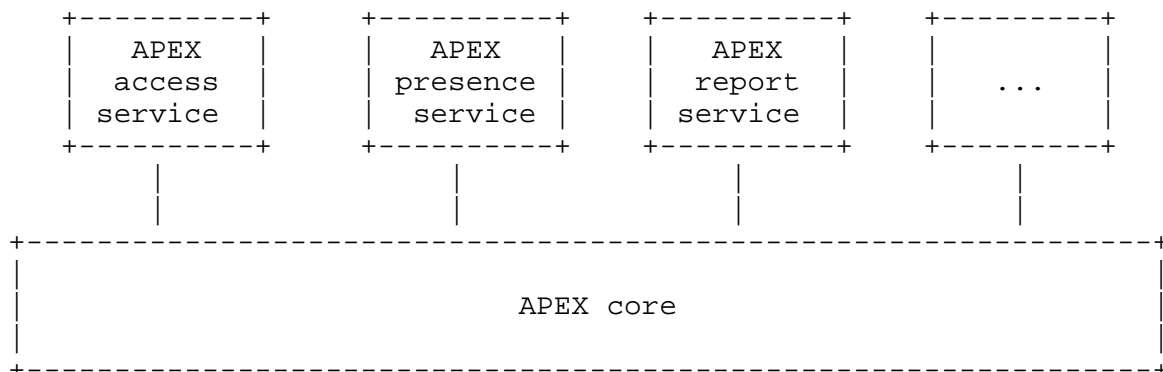 APEX
access
service
APEX
presence
service
APEX
report
service
...
APEX core